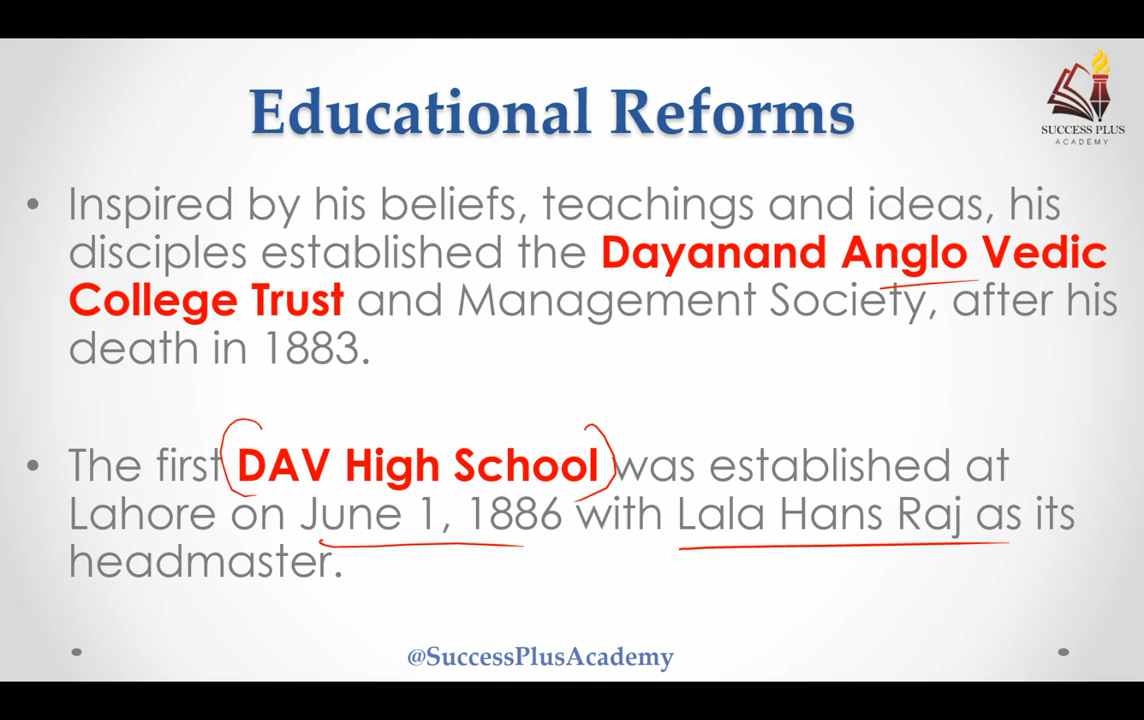 Educational Reforms
SUCCESS PLUS
ACADEMY
• Inspired by his beliefs, teachings and ideas, his
disciples established the Dayanand Anglo Vedic
College Trust and Management Society, after his
death in 1883.
• The first DAV High School was established at
Lahore on June 1, 1886 with Lala Hans Raj as its
headmaster.
@SuccessPlusAcademy